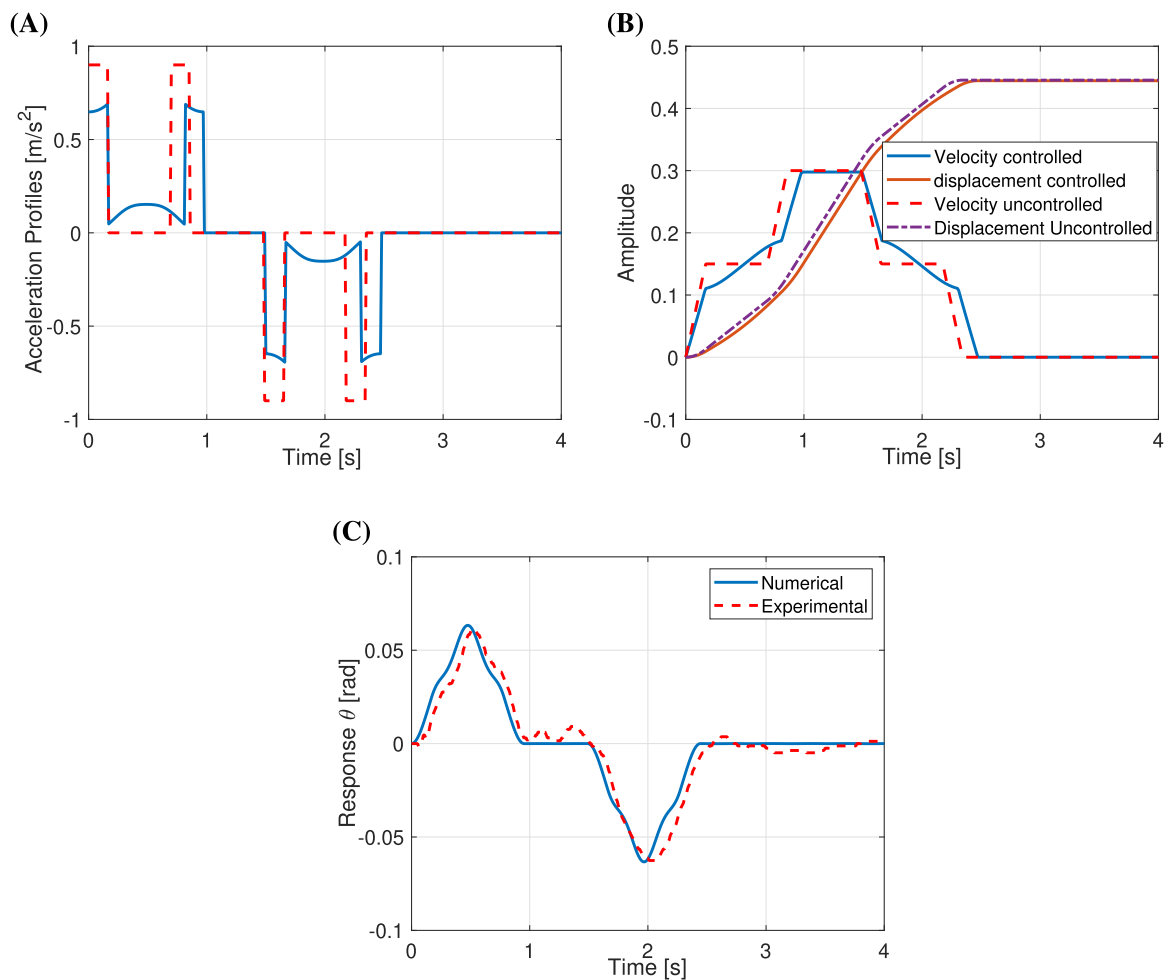 (A)
1
0.5
0
-0.5
-1
Acceleration Profiles [m/s²]
0 1 2 3 4
Time [s]
(B)
0.5
0.4
0.3
0.2
0.1
0
-0.1
Amplitude
Velocity controlled
displacement controlled
Velocity uncontrolled
Displacement Uncontrolled
0 1 2 3 4
Time [s]
(C)
0.1
0.05
0
-0.05
-0.1
Response θ [rad]
Numerical
Experimental
0 1 2 3 4
Time [s]